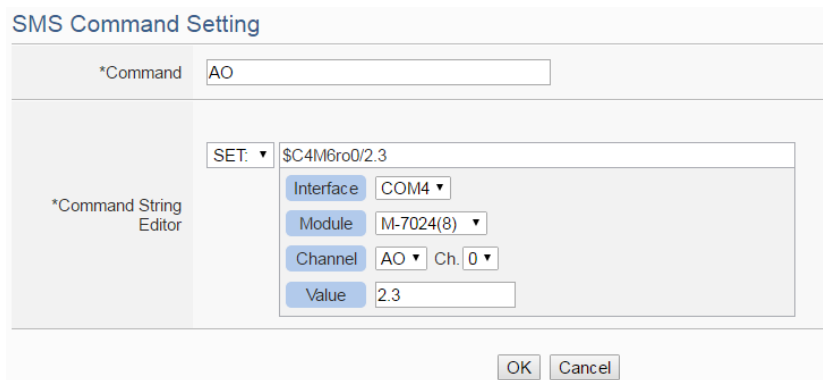 SMS Command Setting
*Command AO
SET: $C4M6ro0/2.3
Interface COM4
*Command String Editor
Module M-7024(8)
Channel AO Ch. 0
Value 2.3
OK Cancel